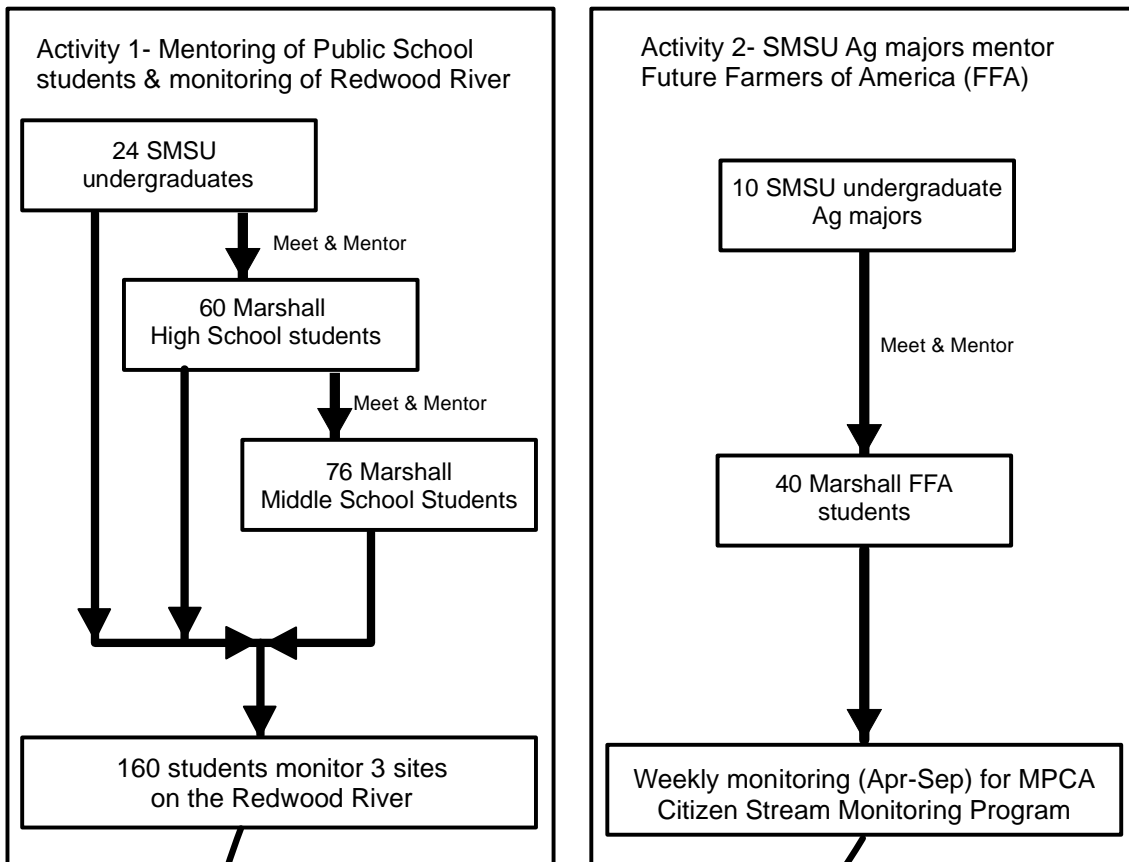 Activity 1- Mentoring of Public School
students & monitoring of Redwood River
24 SMSU
undergraduates
Meet & Mentor
60 Marshall
High School students
Meet & Mentor
76 Marshall
Middle School Students
160 students monitor 3 sites
on the Redwood River
Activity 2- SMSU Ag majors mentor
Future Farmers of America (FFA)
10 SMSU undergraduate
Ag majors
Meet & Mentor
40 Marshall FFA
students
Weekly monitoring (Apr-Sep) for MPCA
Citizen Stream Monitoring Program